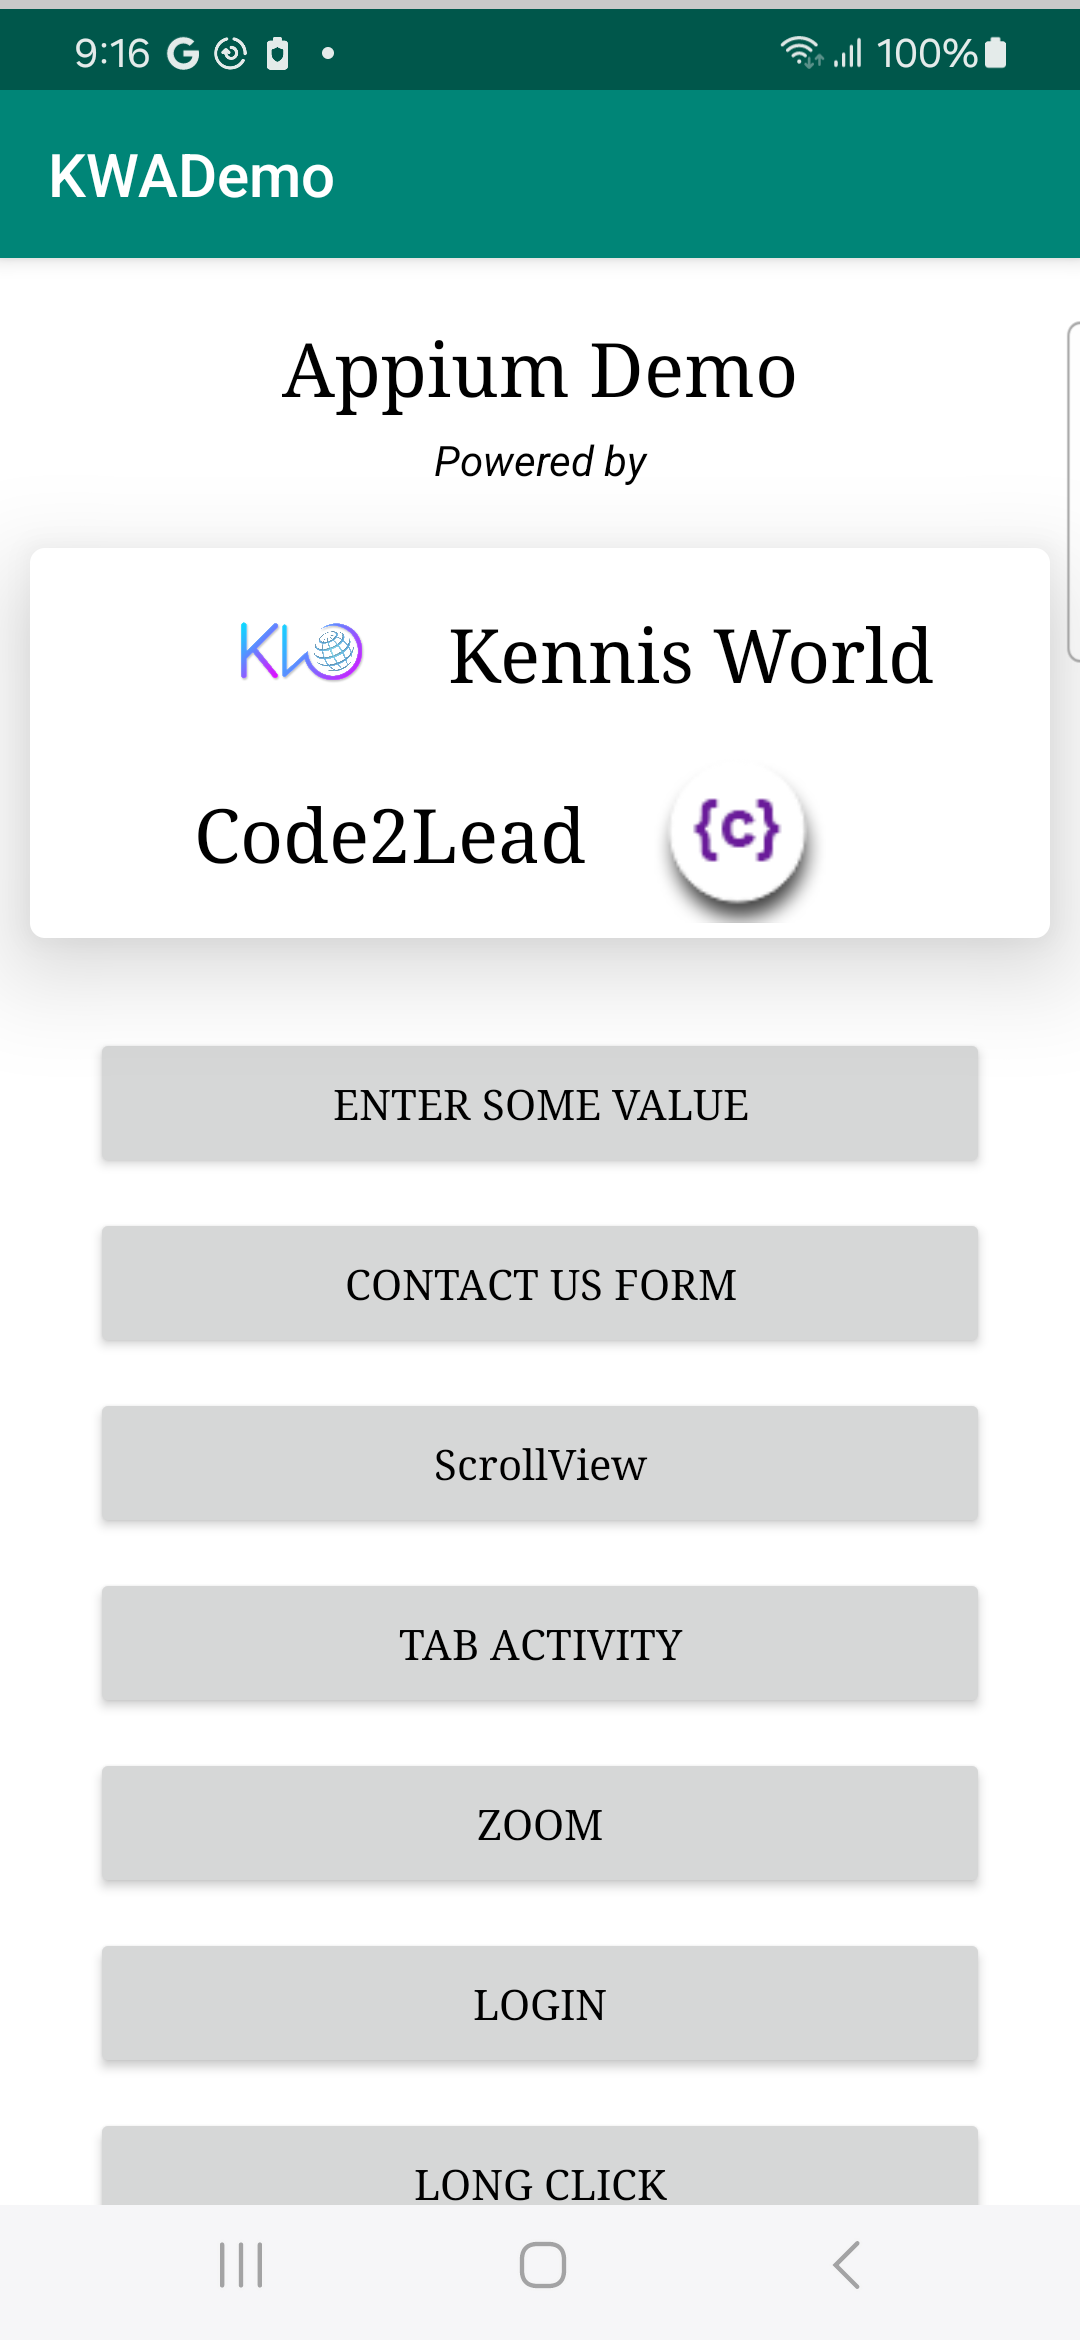 9:16 100%
KWADemo
Appium Demo
Powered by
Kennis World
Code2Lead {c}
ENTER SOME VALUE
CONTACT US FORM
ScrollView
TAB ACTIVITY
ZOOM
LOGIN
LONG CLICK